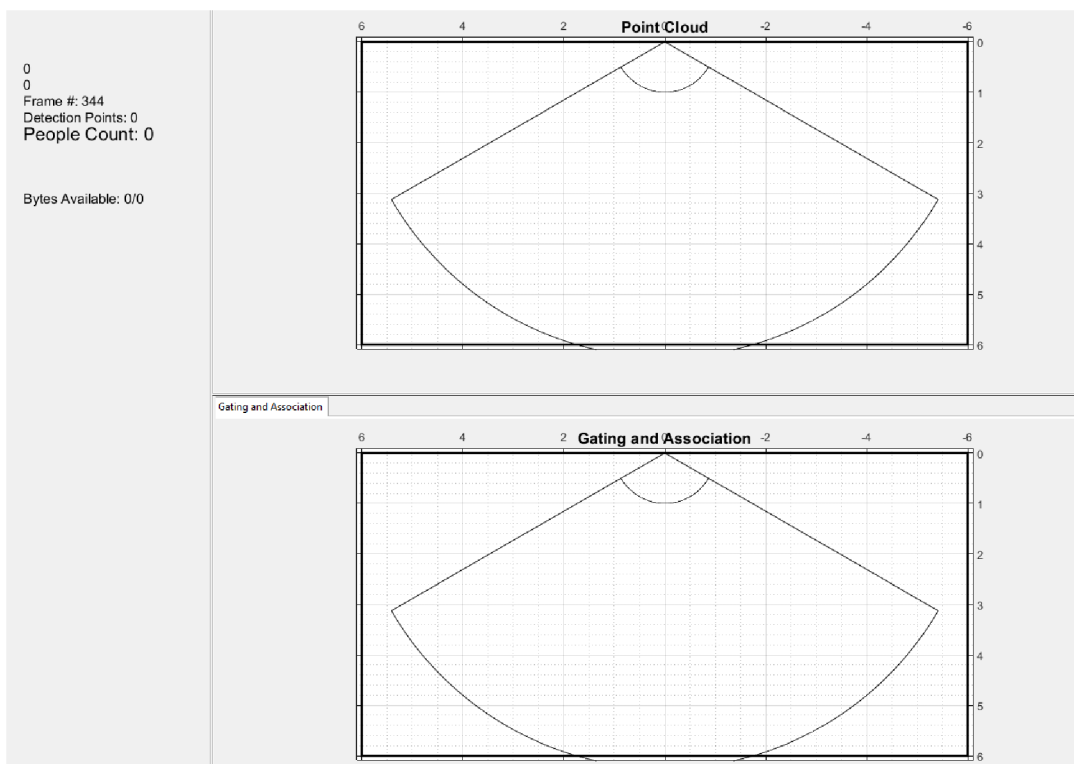 0
0
Frame #: 344
Detection Points: 0
People Count: 0
Bytes Available: 0/0
Point Cloud
6 4 2 0 -2 -4 -6
0
1
2
3
4
5
6
Gating and Association
Gating and Association
6 4 2 0 -2 -4 -6
0
1
2
3
4
5
6